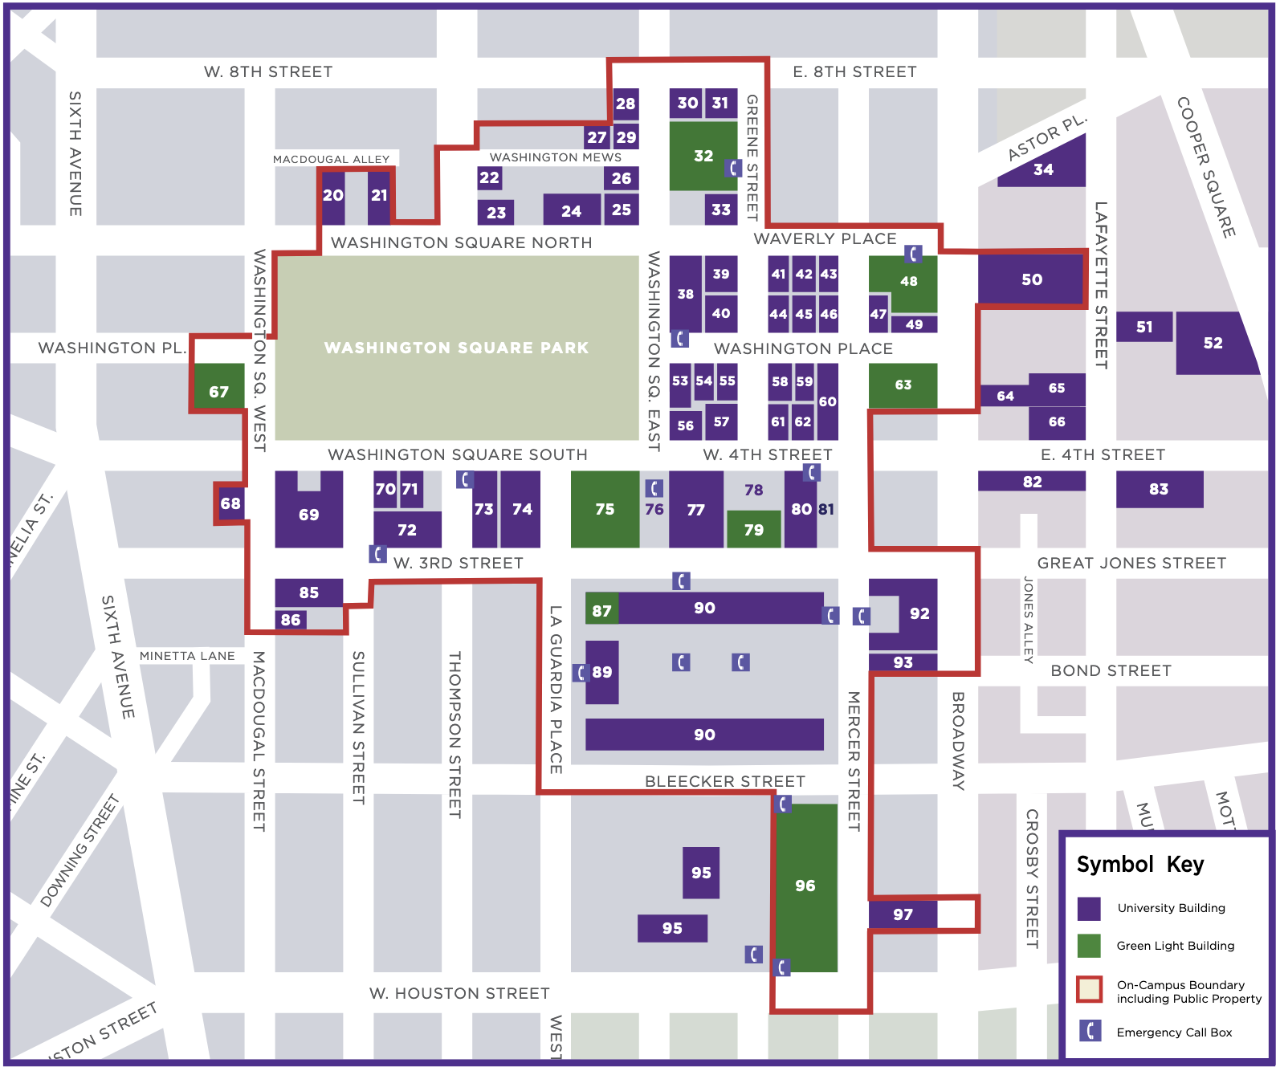 W. 8TH STREET
E. 8TH STREET
SIXTH AVENUE
GREENE STREET
COOPER SQUARE
28
30
31
ASTOR PL.
27
29
MACDOUGAL ALLEY
WASHINGTON MEWS
32
34
20
21
22
26
23
24
25
33
LAFAYETTE STREET
WASHINGTON SQUARE NORTH
WAVERLY PLACE
WASHINGTON SQ. WEST
WASHINGTON SQ. EAST
38
39
41
42
43
48
50
40
44
45
46
47
49
51
52
WASHINGTON PL.
WASHINGTON SQUARE PARK
WASHINGTON PLACE
67
53
54
55
58
59
60
63
64
65
56
57
61
62
66
WASHINGTON SQUARE SOUTH
W. 4TH STREET
E. 4TH STREET
NELIA ST.
68
69
70
71
72
73
74
75
76
77
78
79
80
81
82
83
W. 3RD STREET
GREAT JONES STREET
JONES ALLEY
SIXTH AVENUE
85
86
87
90
92
LA GUARDIA PLACE
MINETTA LANE
89
93
BOND STREET
MACDOUGAL STREET
SULLIVAN STREET
THOMPSON STREET
90
MERCER STREET
BROADWAY
BLEECKER STREET
INE ST.
DOWNING STREET
CROSBY STREET
MU
MOTT
95
96
95
97
W. HOUSTON STREET
STON STREET
WEST
Symbol Key
University Building
Green Light Building
On-Campus Boundary
including Public Property
Emergency Call Box